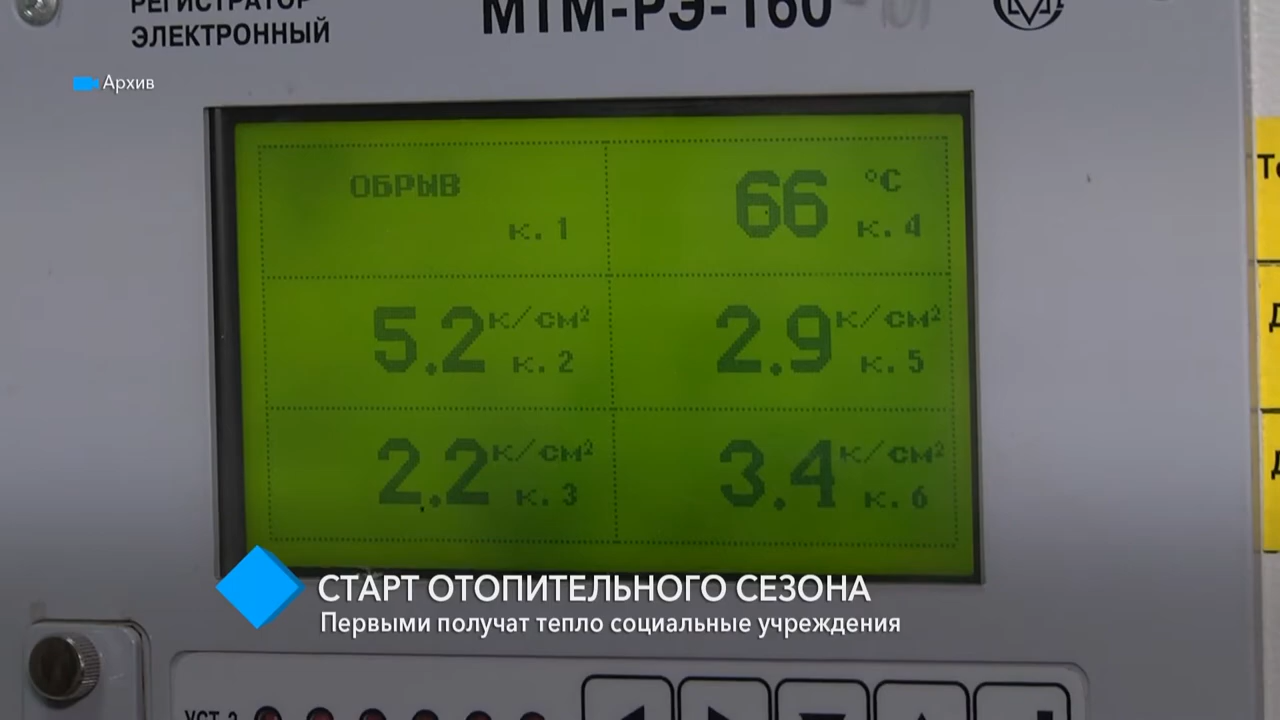 РЕГИСТРАТОР
ЭЛЕКТРОННЫЙ
МТМ-РЭ-160
Архив
ОБРЫВ
к. 1
66 °C
к. 4
5.2 к/см²
к. 2
2.9 к/см²
к. 5
2.2 к/см²
к. 3
3.4 к/см²
к. 6
СТАРТ ОТОПИТЕЛЬНОГО СЕЗОНА
Первыми получат тепло социальные учреждения